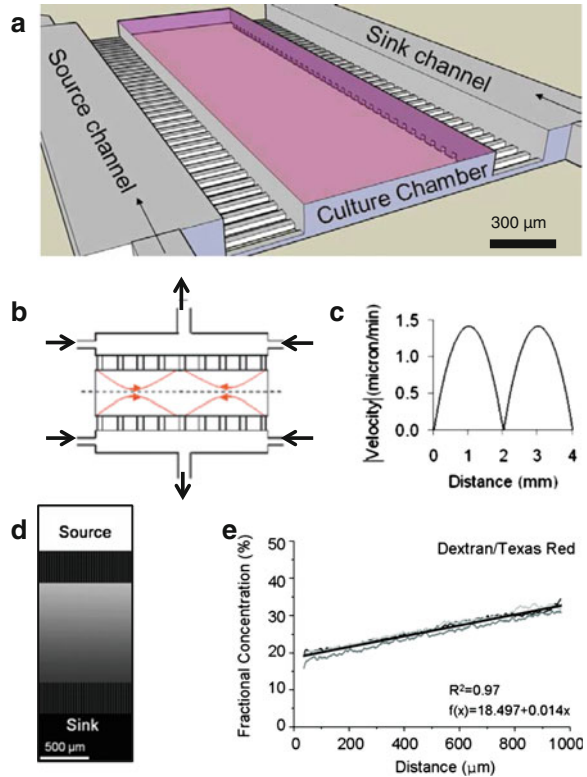 a
Source channel
Sink channel
Culture Chamber
300 µm
b
c
|Velocity| (micron/min)
1.5
1.0
0.5
0.0
0 1 2 3 4
Distance (mm)
d
Source
Sink
500 µm
e
Fractional Concentration (%)
50
40
30
20
10
0
Dextran/Texas Red
R²=0.97
f(x)=18.497+0.014x
0 200 400 600 800 1000
Distance (µm)